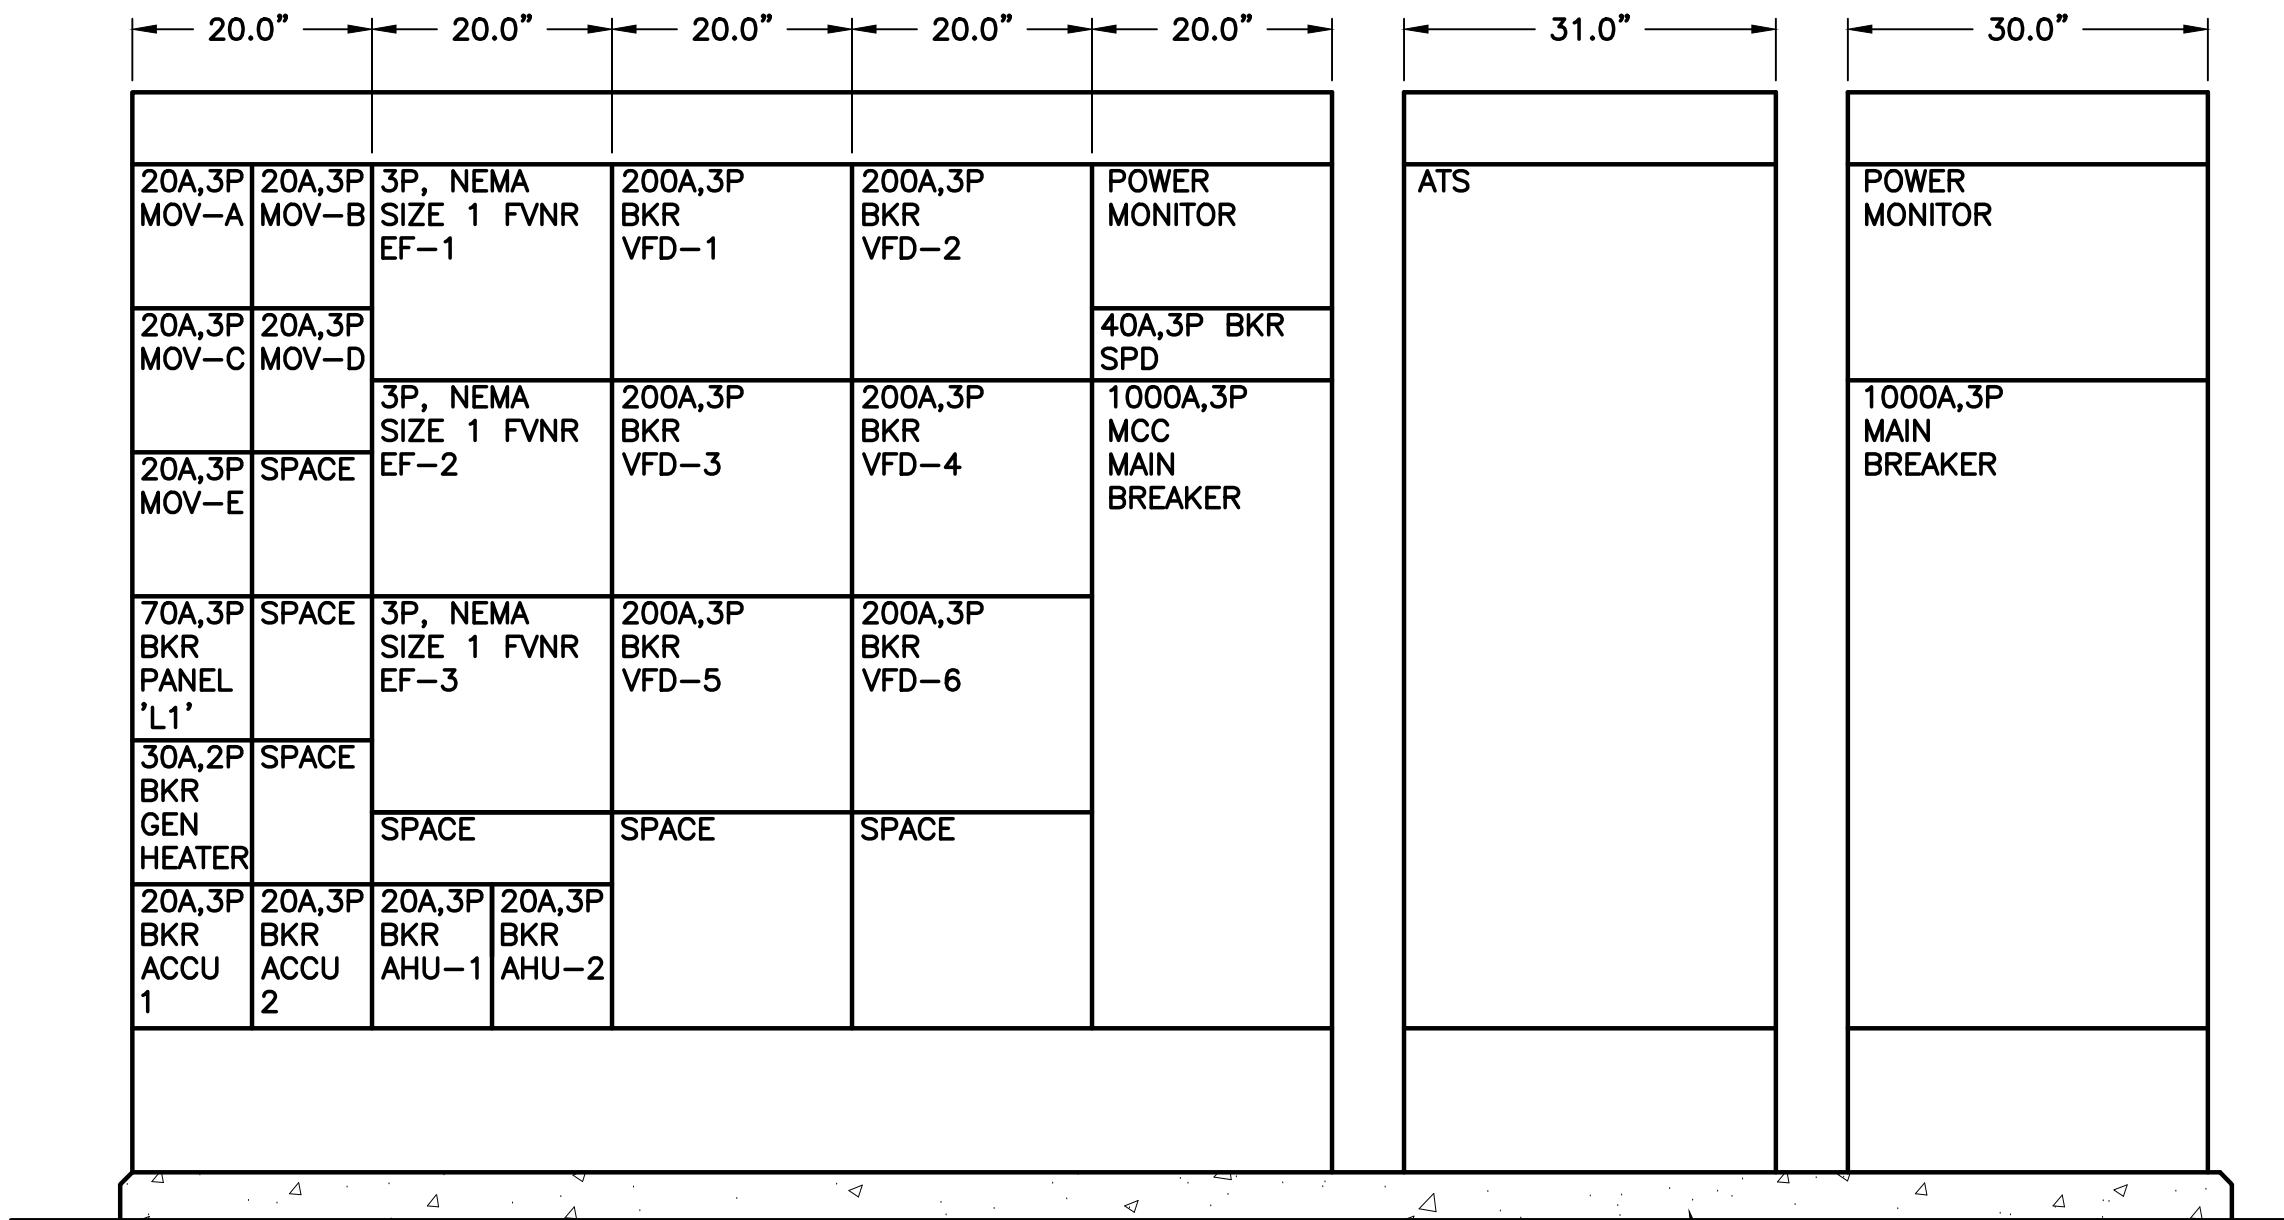 20.0"
20.0"
20.0"
20.0"
20.0"
31.0"
30.0"
20A,3P
MOV-A
20A,3P
MOV-B
3P, NEMA
SIZE 1 FVNR
EF-1
200A,3P
BKR
VFD-1
200A,3P
BKR
VFD-2
POWER
MONITOR
ATS
POWER
MONITOR
20A,3P
MOV-C
20A,3P
MOV-D
40A,3P BKR
SPD
3P, NEMA
SIZE 1 FVNR
EF-2
200A,3P
BKR
VFD-3
200A,3P
BKR
VFD-4
1000A,3P
MCC
MAIN
BREAKER
1000A,3P
MAIN
BREAKER
20A,3P
MOV-E
SPACE
70A,3P
BKR
PANEL
'L1'
SPACE
3P, NEMA
SIZE 1 FVNR
EF-3
200A,3P
BKR
VFD-5
200A,3P
BKR
VFD-6
30A,2P
BKR
GEN
HEATER
SPACE
SPACE
SPACE
SPACE
20A,3P
BKR
ACCU
1
20A,3P
BKR
ACCU
2
20A,3P
BKR
AHU-1
20A,3P
BKR
AHU-2